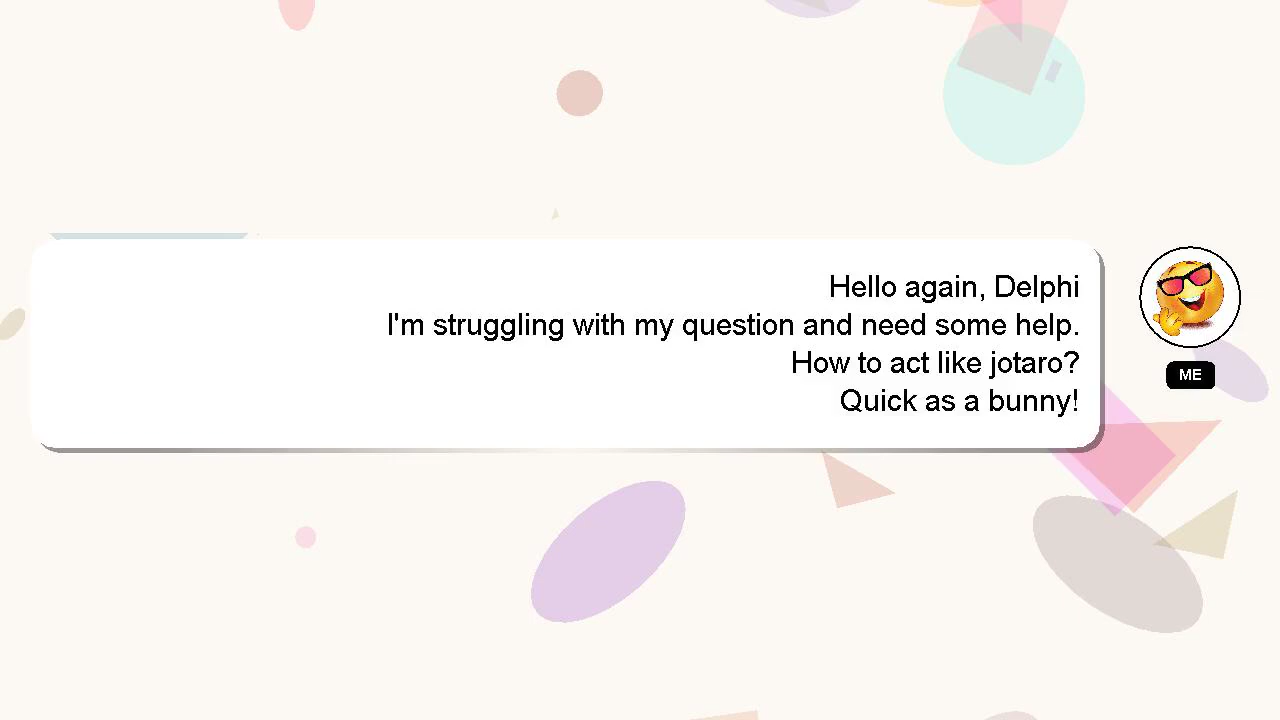 Hello again, Delphi
I'm struggling with my question and need some help.
How to act like jotaro?
Quick as a bunny!
ME